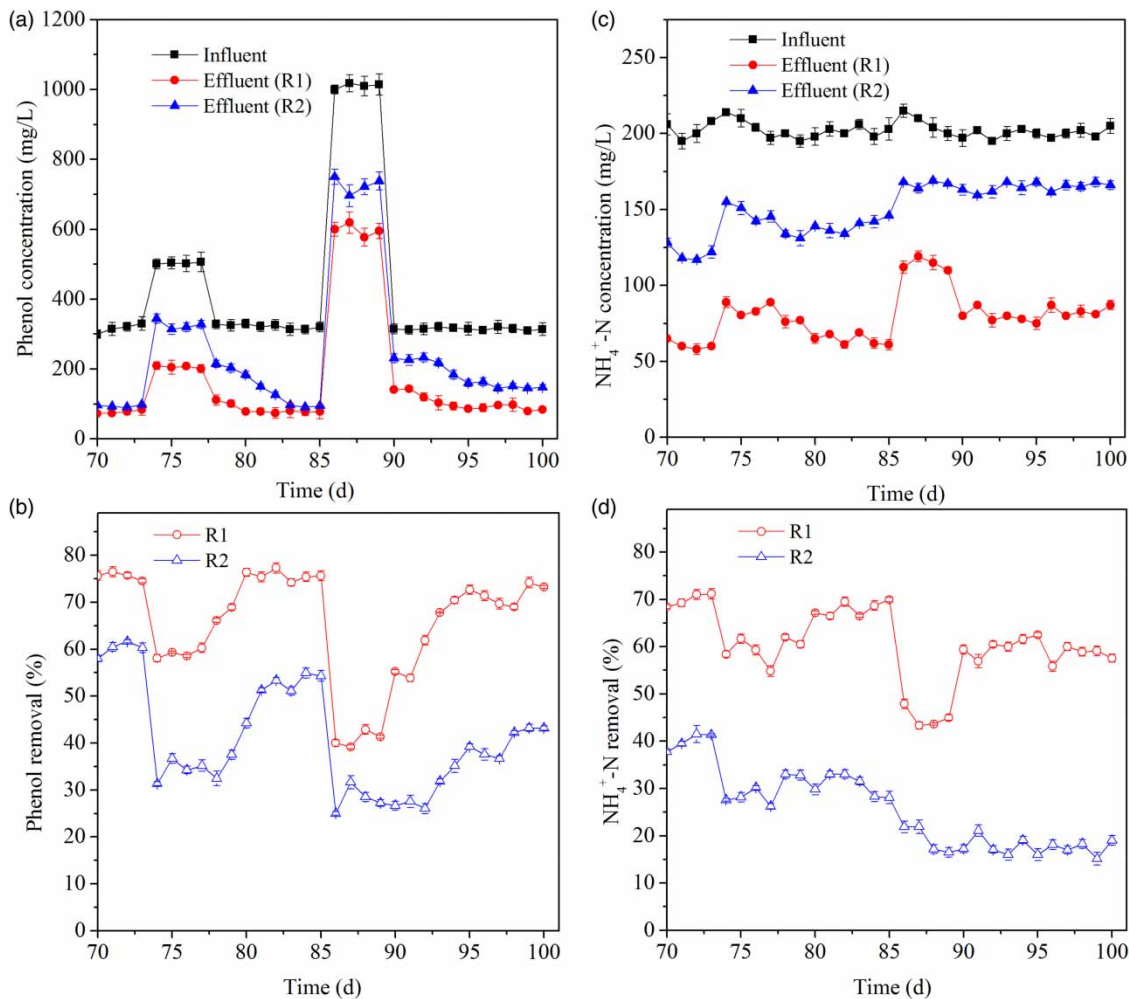 (a)
1200
1000
800
600
400
200
0
Phenol concentration (mg/L)
Influent
Effluent (R1)
Effluent (R2)
70 75 80 85 90 95 100
Time (d)
(c)
250
200
150
100
50
0
NH₄⁺-N concentration (mg/L)
Influent
Effluent (R1)
Effluent (R2)
70 75 80 85 90 95 100
Time (d)
(b)
80
70
60
50
40
30
20
10
0
Phenol removal (%)
R1
R2
70 75 80 85 90 95 100
Time (d)
(d)
80
70
60
50
40
30
20
10
0
NH₄⁺-N removal (%)
R1
R2
70 75 80 85 90 95 100
Time (d)